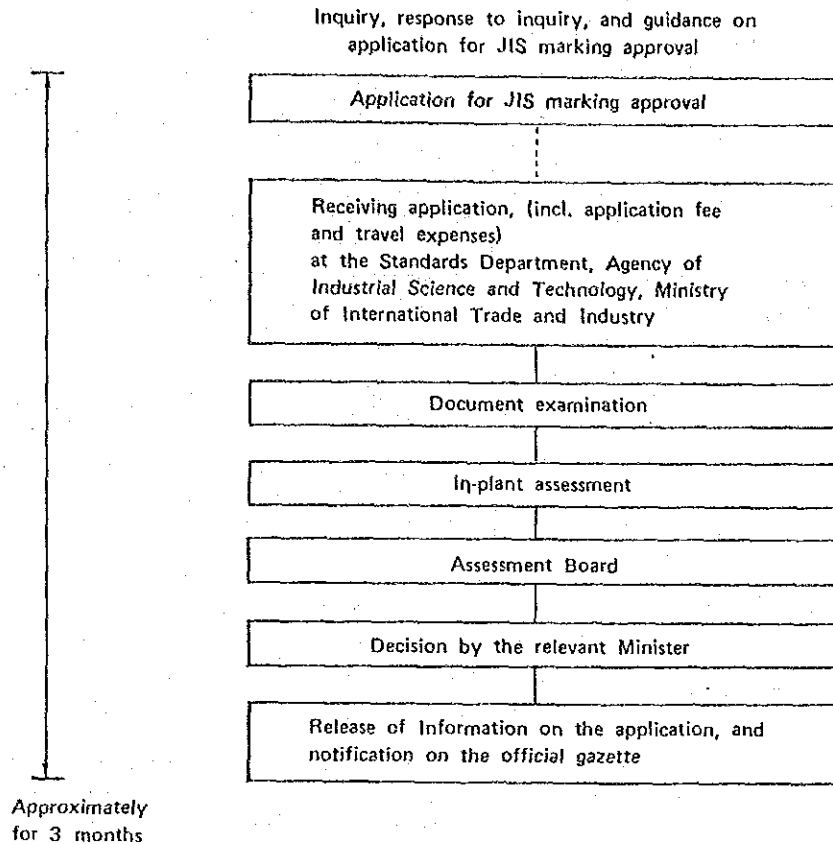 Inquiry, response to inquiry, and guidance on
application for JIS marking approval
Application for JIS marking approval
Receiving application, (incl. application fee
and travel expenses)
at the Standards Department, Agency of
Industrial Science and Technology, Ministry
of International Trade and Industry
Document examination
In-plant assessment
Assessment Board
Decision by the relevant Minister
Release of Information on the application, and
notification on the official gazette
Approximately
for 3 months